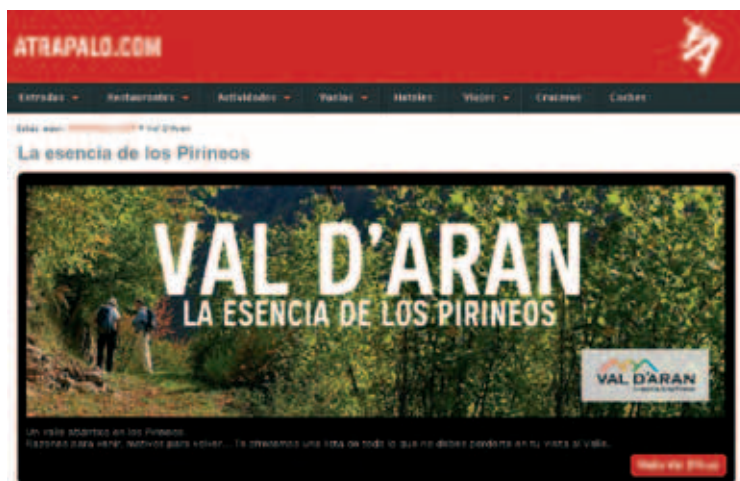 ATRAPALO.COM
Entradas Restaurantes Actividades Vuelos Hoteles Viajes Cruceros Coches
Val D'Aran
La esencia de los Pirineos
VAL D'ARAN
LA ESENCIA DE LOS PIRINEOS
VAL D'ARAN
Un valle atlántico en los Pirineos.
Razones para venir, motivos para volver... Te ofrecemos una lista de todo lo que no debes perderte en tu visita al Valle.